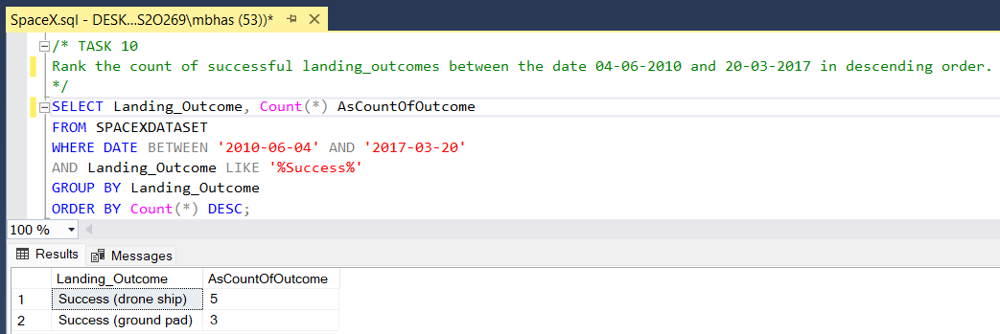 SpaceX.sql - DESK...S2O269\mbhas (53))*
/* TASK 10
Rank the count of successful landing_outcomes between the date 04-06-2010 and 20-03-2017 in descending order.
*/
SELECT Landing_Outcome, Count(*) AsCountOfOutcome
FROM SPACEXDATASET
WHERE DATE BETWEEN '2010-06-04' AND '2017-03-20'
AND Landing_Outcome LIKE '%Success%'
GROUP BY Landing_Outcome
ORDER BY Count(*) DESC;
100 %
Results Messages
Landing_Outcome AsCountOfOutcome
1 Success (drone ship) 5
2 Success (ground pad) 3